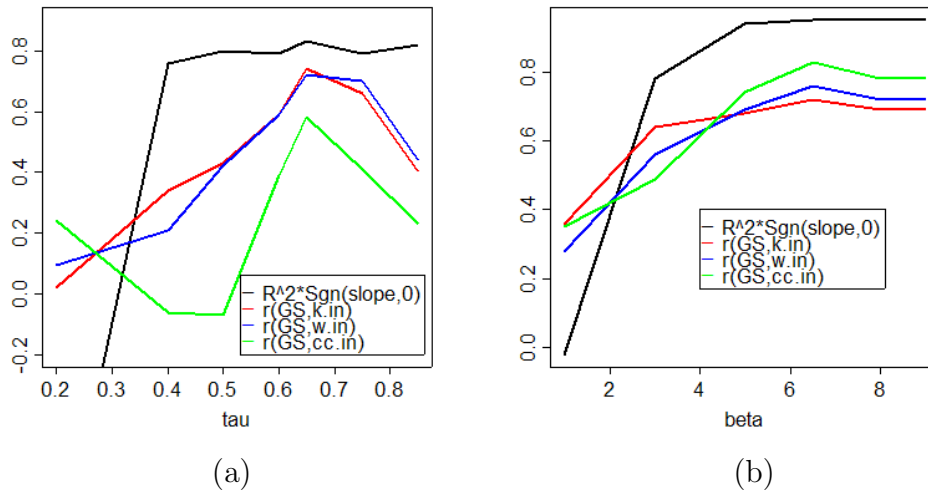 0.8
0.6
0.4
0.2
0.0
-0.2
0.2 0.3 0.4 0.5 0.6 0.7 0.8
tau
R^2*Sgn(slope,0)
r(GS,k.in)
r(GS,w.in)
r(GS,cc.in)
(a)
0.8
0.6
0.4
0.2
0.0
2 4 6 8
beta
R^2*Sgn(slope,0)
r(GS,k.in)
r(GS,w.in)
r(GS,cc.in)
(b)